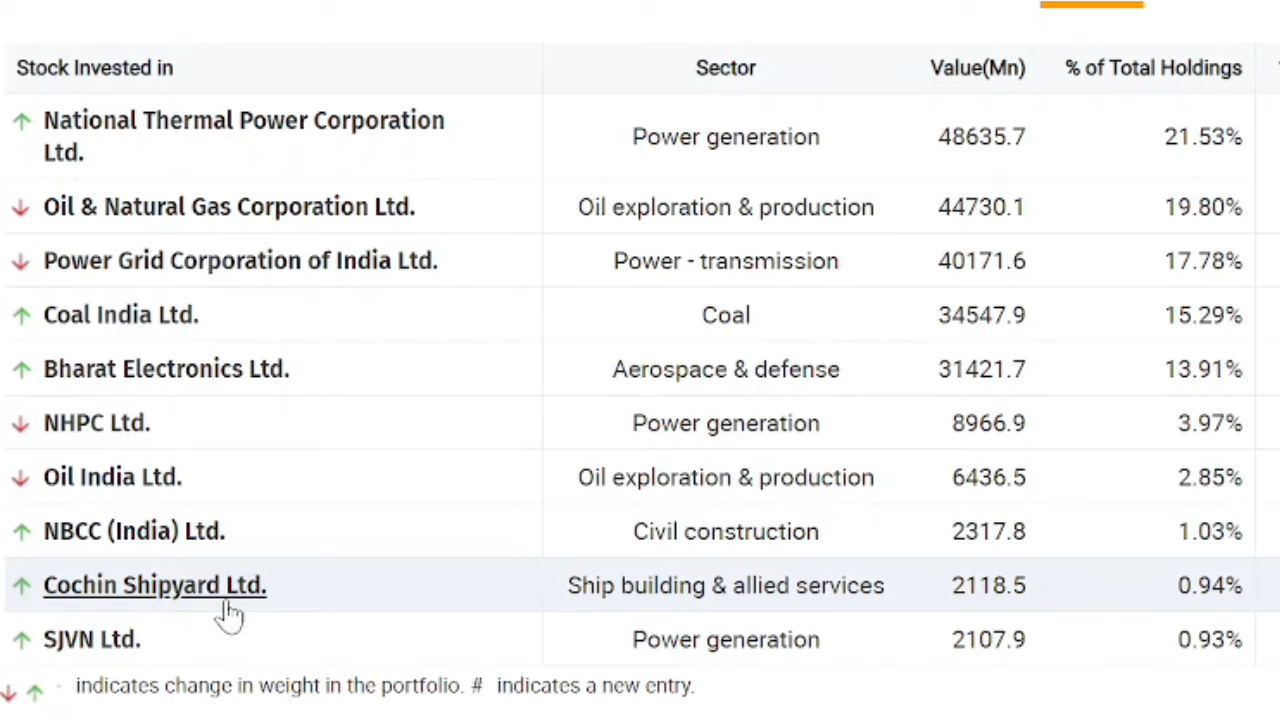 Stock Invested in Sector Value(Mn) % of Total Holdings
National Thermal Power Corporation
Ltd. Power generation 48635.7 21.53%
Oil & Natural Gas Corporation Ltd. Oil exploration & production 44730.1 19.80%
Power Grid Corporation of India Ltd. Power - transmission 40171.6 17.78%
Coal India Ltd. Coal 34547.9 15.29%
Bharat Electronics Ltd. Aerospace & defense 31421.7 13.91%
NHPC Ltd. Power generation 8966.9 3.97%
Oil India Ltd. Oil exploration & production 6436.5 2.85%
NBCC (India) Ltd. Civil construction 2317.8 1.03%
Cochin Shipyard Ltd. Ship building & allied services 2118.5 0.94%
SJVN Ltd. Power generation 2107.9 0.93%
indicates change in weight in the portfolio. # indicates a new entry.